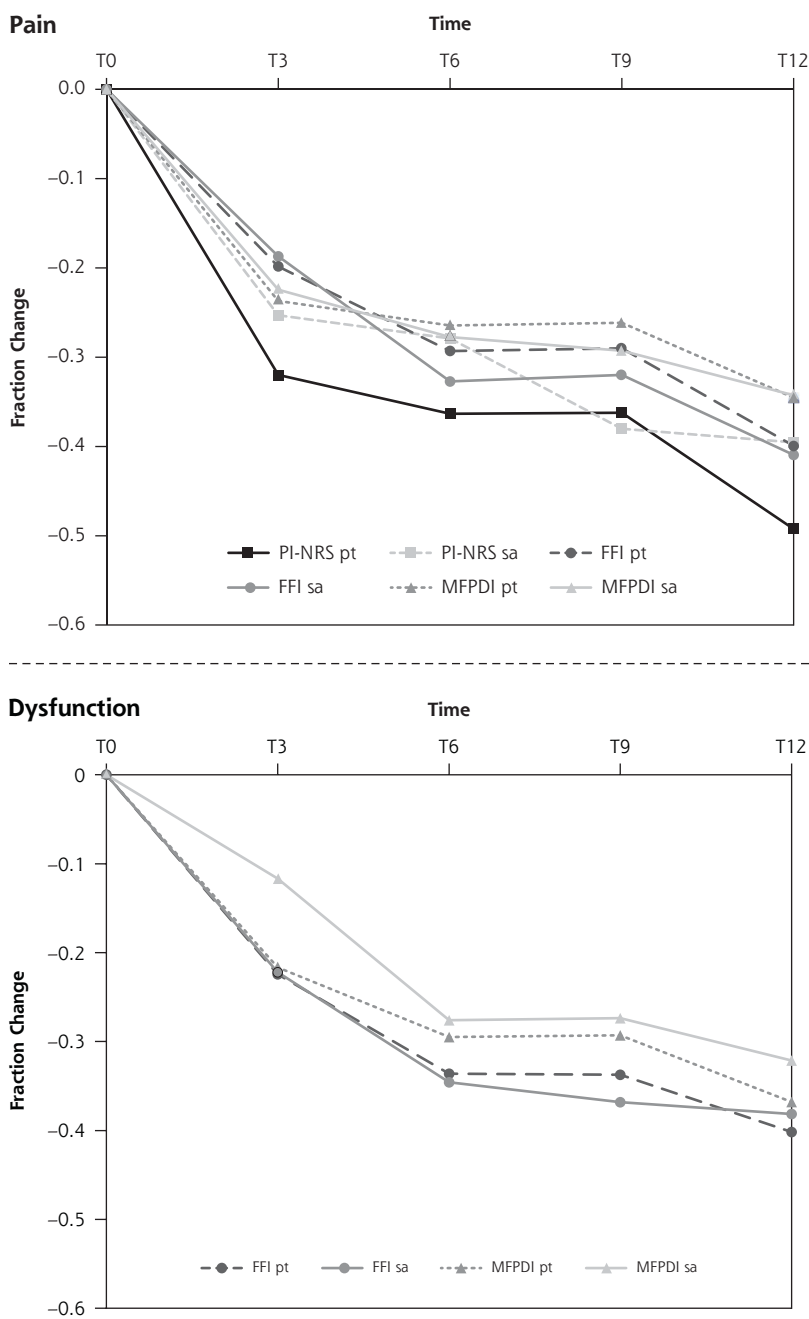 Pain
Time
T0 T3 T6 T9 T12
0.0
–0.1
–0.2
–0.3
–0.4
–0.5
–0.6
Fraction Change
PI-NRS pt PI-NRS sa FFI pt
FFI sa MFPDI pt MFPDI sa
Dysfunction
Time
T0 T3 T6 T9 T12
0
–0.1
–0.2
–0.3
–0.4
–0.5
–0.6
Fraction Change
FFI pt FFI sa MFPDI pt MFPDI sa